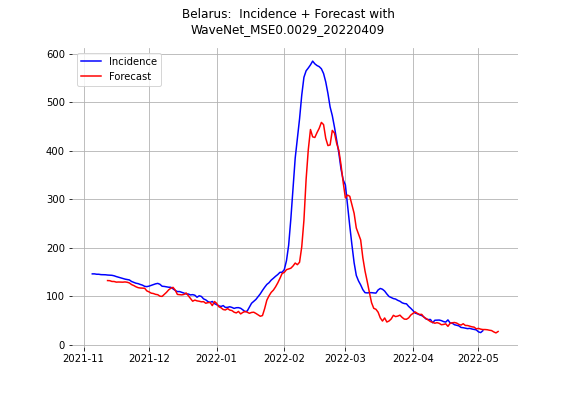 Belarus:  Incidence + Forecast with
WaveNet_MSE0.0029_20220409
Incidence
Forecast
600
500
400
300
200
100
0
2021-11 2021-12 2022-01 2022-02 2022-03 2022-04 2022-05